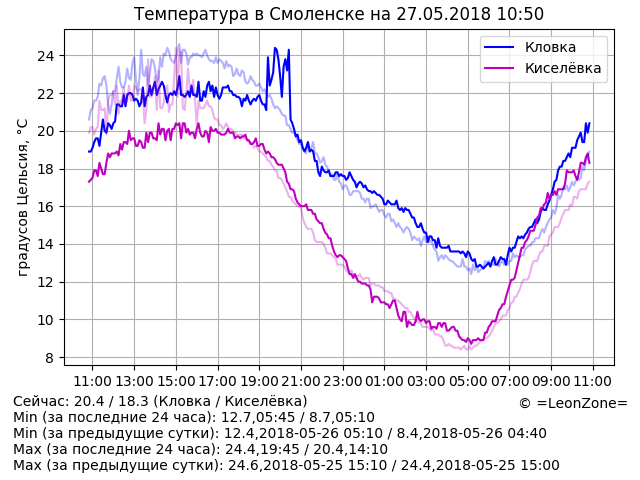 Температура в Смоленске на 27.05.2018 10:50
Кловка
Киселёвка
градусов Цельсия, °C
24
22
20
18
16
14
12
10
8
11:00 13:00 15:00 17:00 19:00 21:00 23:00 01:00 03:00 05:00 07:00 09:00 11:00
Сейчас: 20.4 / 18.3 (Кловка / Киселёвка)
© =LeonZone=
Min (за последние 24 часа): 12.7,05:45 / 8.7,05:10
Min (за предыдущие сутки): 12.4,2018-05-26 05:10 / 8.4,2018-05-26 04:40
Max (за последние 24 часа): 24.4,19:45 / 20.4,14:10
Max (за предыдущие сутки): 24.6,2018-05-25 15:10 / 24.4,2018-05-25 15:00